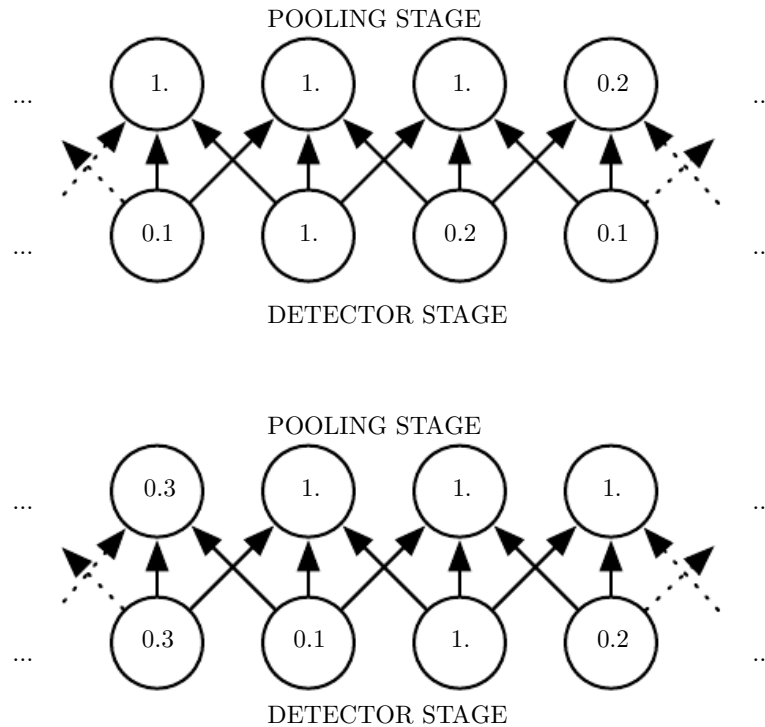 POOLING STAGE
... 1. 1. 1. 0.2 ..
... 0.1 1. 0.2 0.1 ..
DETECTOR STAGE
POOLING STAGE
... 0.3 1. 1. 1. ..
... 0.3 0.1 1. 0.2 ..
DETECTOR STAGE